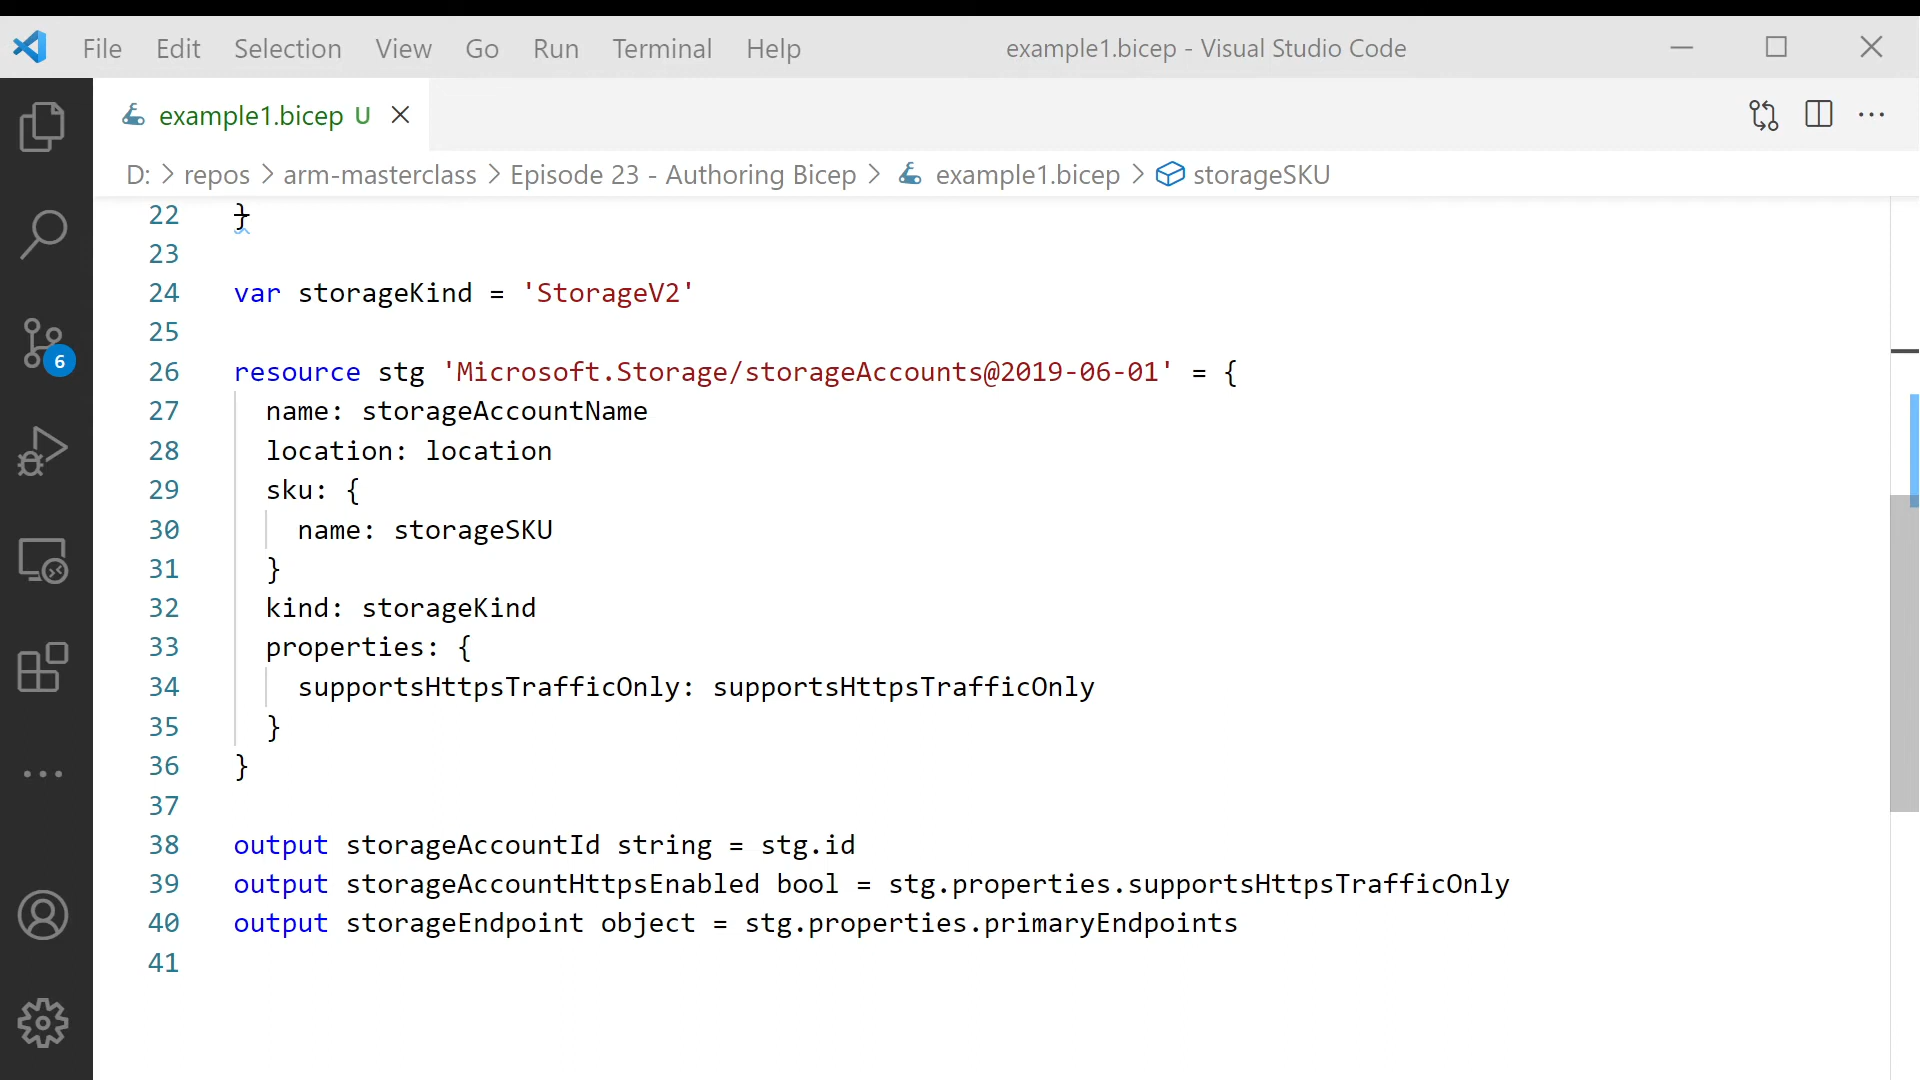 File Edit Selection View Go Run Terminal Help example1.bicep - Visual Studio Code
example1.bicep U
D: > repos > arm-masterclass > Episode 23 - Authoring Bicep > example1.bicep > storageSKU
22 }
23
24 var storageKind = 'StorageV2'
25
26 resource stg 'Microsoft.Storage/storageAccounts@2019-06-01' = {
27 name: storageAccountName
28 location: location
29 sku: {
30 name: storageSKU
31 }
32 kind: storageKind
33 properties: {
34 supportsHttpsTrafficOnly: supportsHttpsTrafficOnly
35 }
36 }
37
38 output storageAccountId string = stg.id
39 output storageAccountHttpsEnabled bool = stg.properties.supportsHttpsTrafficOnly
40 output storageEndpoint object = stg.properties.primaryEndpoints
41
6